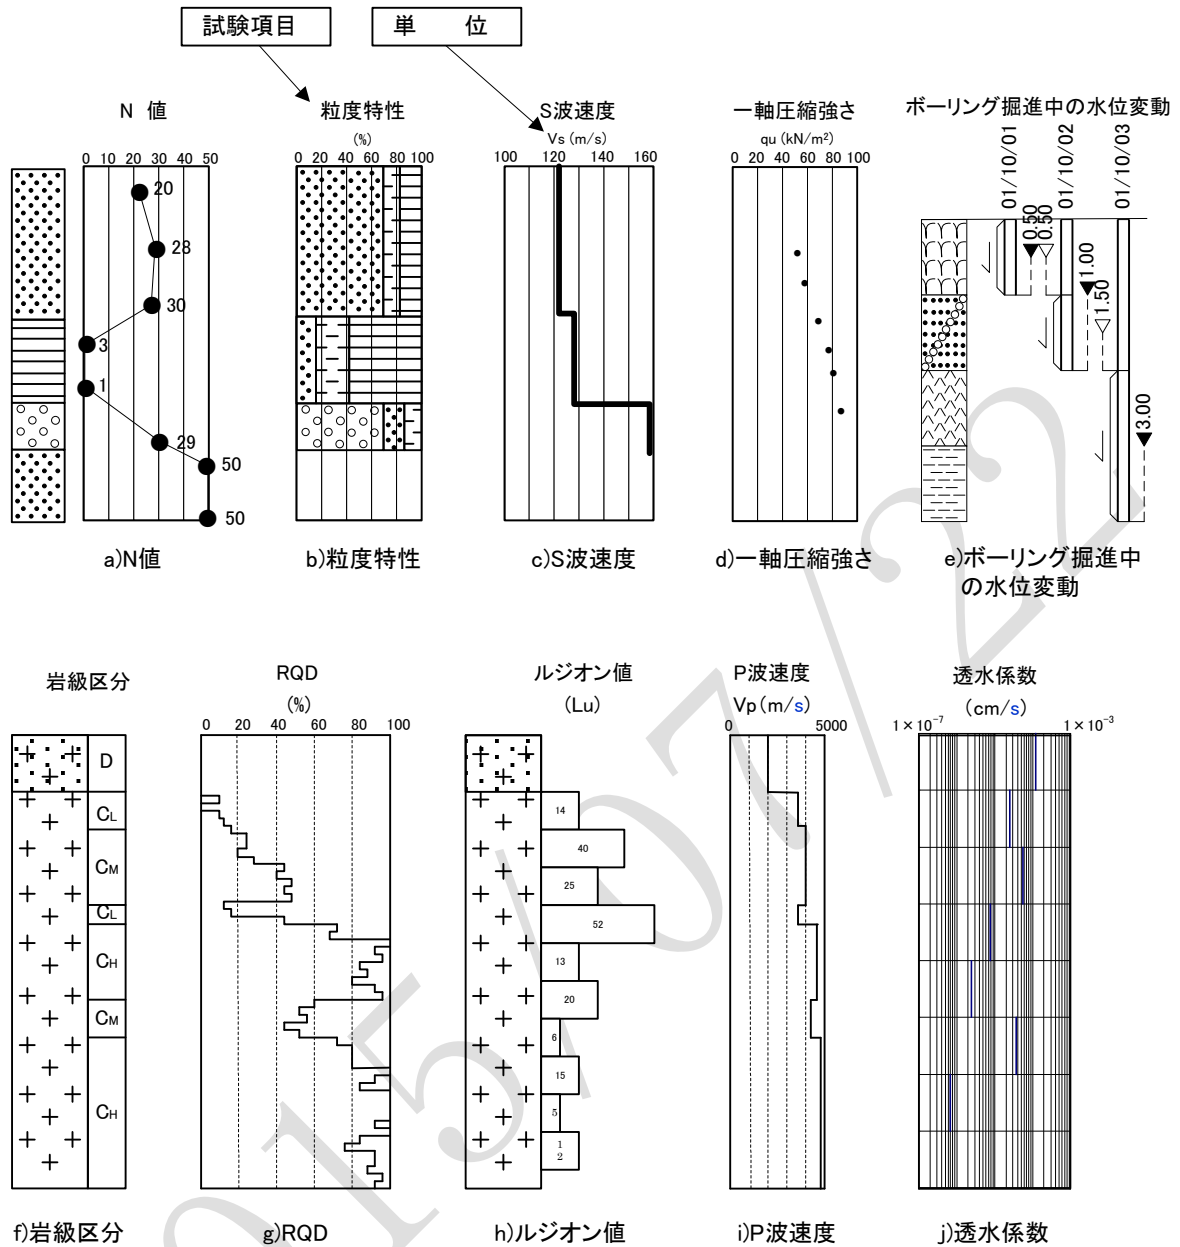 試験項目
単　　位
N 値
0 10 20 30 40 50
20
28
30
3
1
29
50
50
a)N値
粒度特性
(%)
0 20 40 60 80 100
b)粒度特性
S波速度
Vs (m/s)
100 120 140 160
c)S波速度
一軸圧縮強さ
qu (kN/m²)
0 20 40 60 80 100
d)一軸圧縮強さ
ボーリング掘進中の水位変動
01/10/01
01/10/02
01/10/03
0.50
0.50
1.00
1.50
3.00
e)ボーリング掘進中
の水位変動
岩級区分
D
CL
CM
CL
CH
CM
CH
f)岩級区分
RQD
(%)
0 20 40 60 80 100
g)RQD
ルジオン値
(Lu)
14
40
25
52
13
20
6
15
5
1
2
h)ルジオン値
P波速度
Vp(m/s)
0 5000
i)P波速度
透水係数
(cm/s)
1×10⁻⁷ 1×10⁻³
j)透水係数
2015/07/22